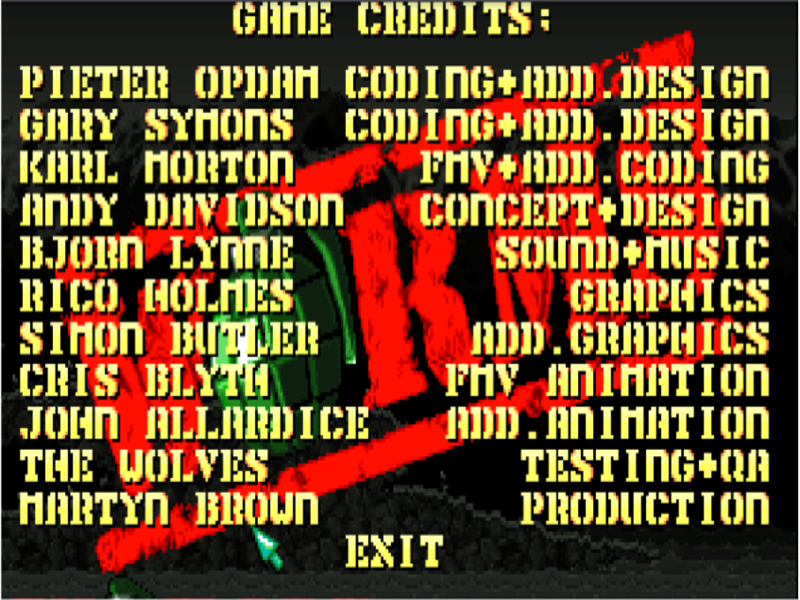 GAME CREDITS:
PIETER OPDAM CODING+ADD.DESIGN
GARY SYMONS CODING+ADD.DESIGN
KARL MORTON FMV+ADD.CODING
ANDY DAVIDSON CONCEPT+DESIGN
BJORN LYNNE SOUND+MUSIC
RICO HOLMES GRAPHICS
SIMON BUTLER ADD.GRAPHICS
CRIS BLYTH FMV ANIMATION
JOHN ALLARDICE ADD.ANIMATION
THE WOLVES TESTING+QA
MARTYN BROWN PRODUCTION
EXIT